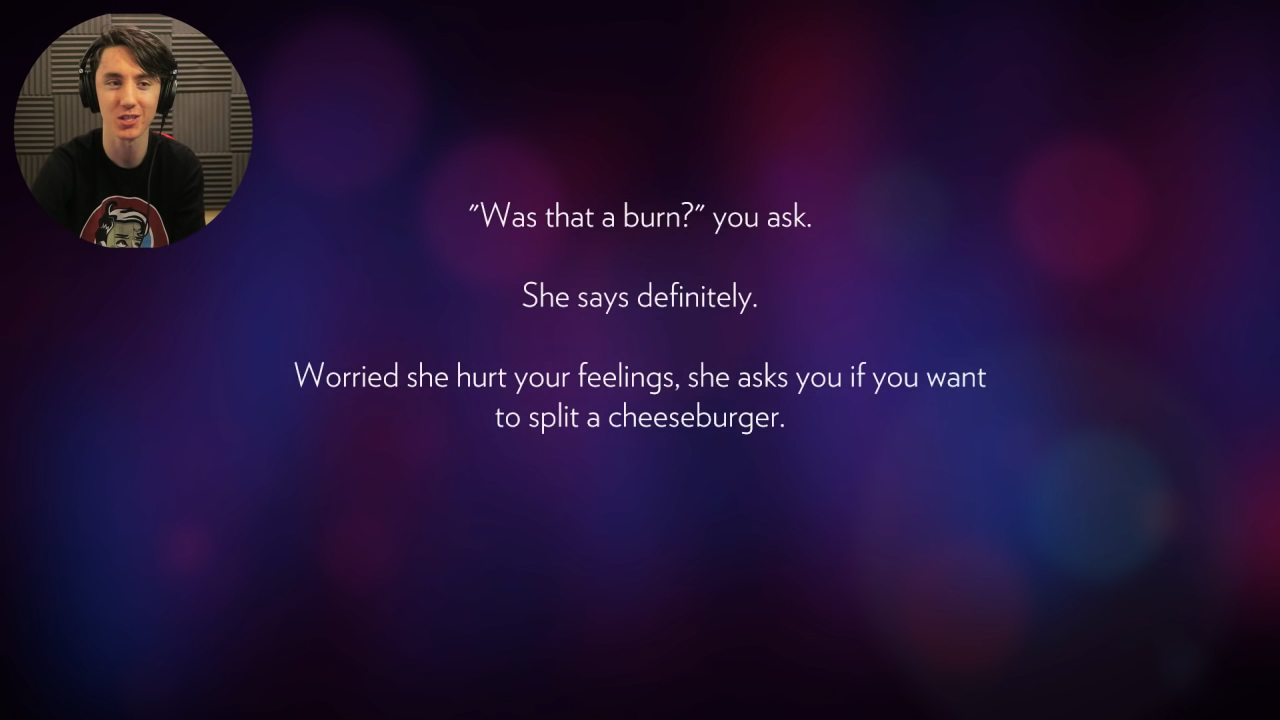 "Was that a burn?" you ask.
She says definitely.
Worried she hurt your feelings, she asks you if you want
to split a cheeseburger.